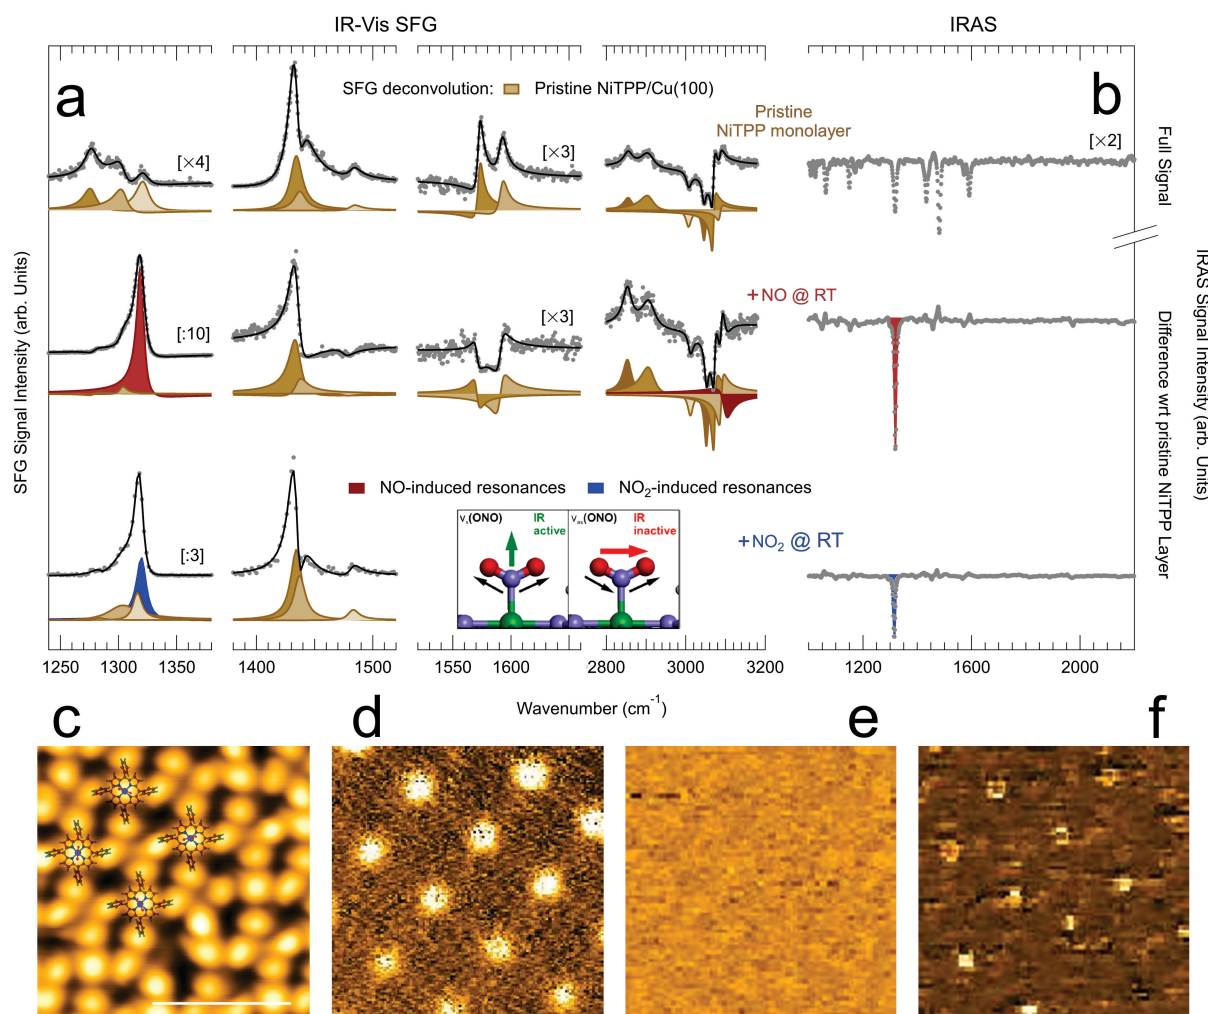 IR-Vis SFG
IRAS
a
SFG deconvolution: Pristine NiTPP/Cu(100)
Pristine
NiTPP monolayer
b
[×4]
[×3]
[×2]
Full Signal
SFG Signal Intensity (arb. Units)
IRAS Signal Intensity (arb. Units)
+NO @ RT
[:10]
[×3]
Difference wrt pristine NiTPP Layer
NO-induced resonances
NO₂-induced resonances
νs(ONO)
IR
active
νas(ONO)
IR
inactive
+NO₂ @ RT
[:3]
1250 1300 1350
1400 1500
1550 1600
2800 3000 3200
1200 1600 2000
Wavenumber (cm⁻¹)
c
d
e
f